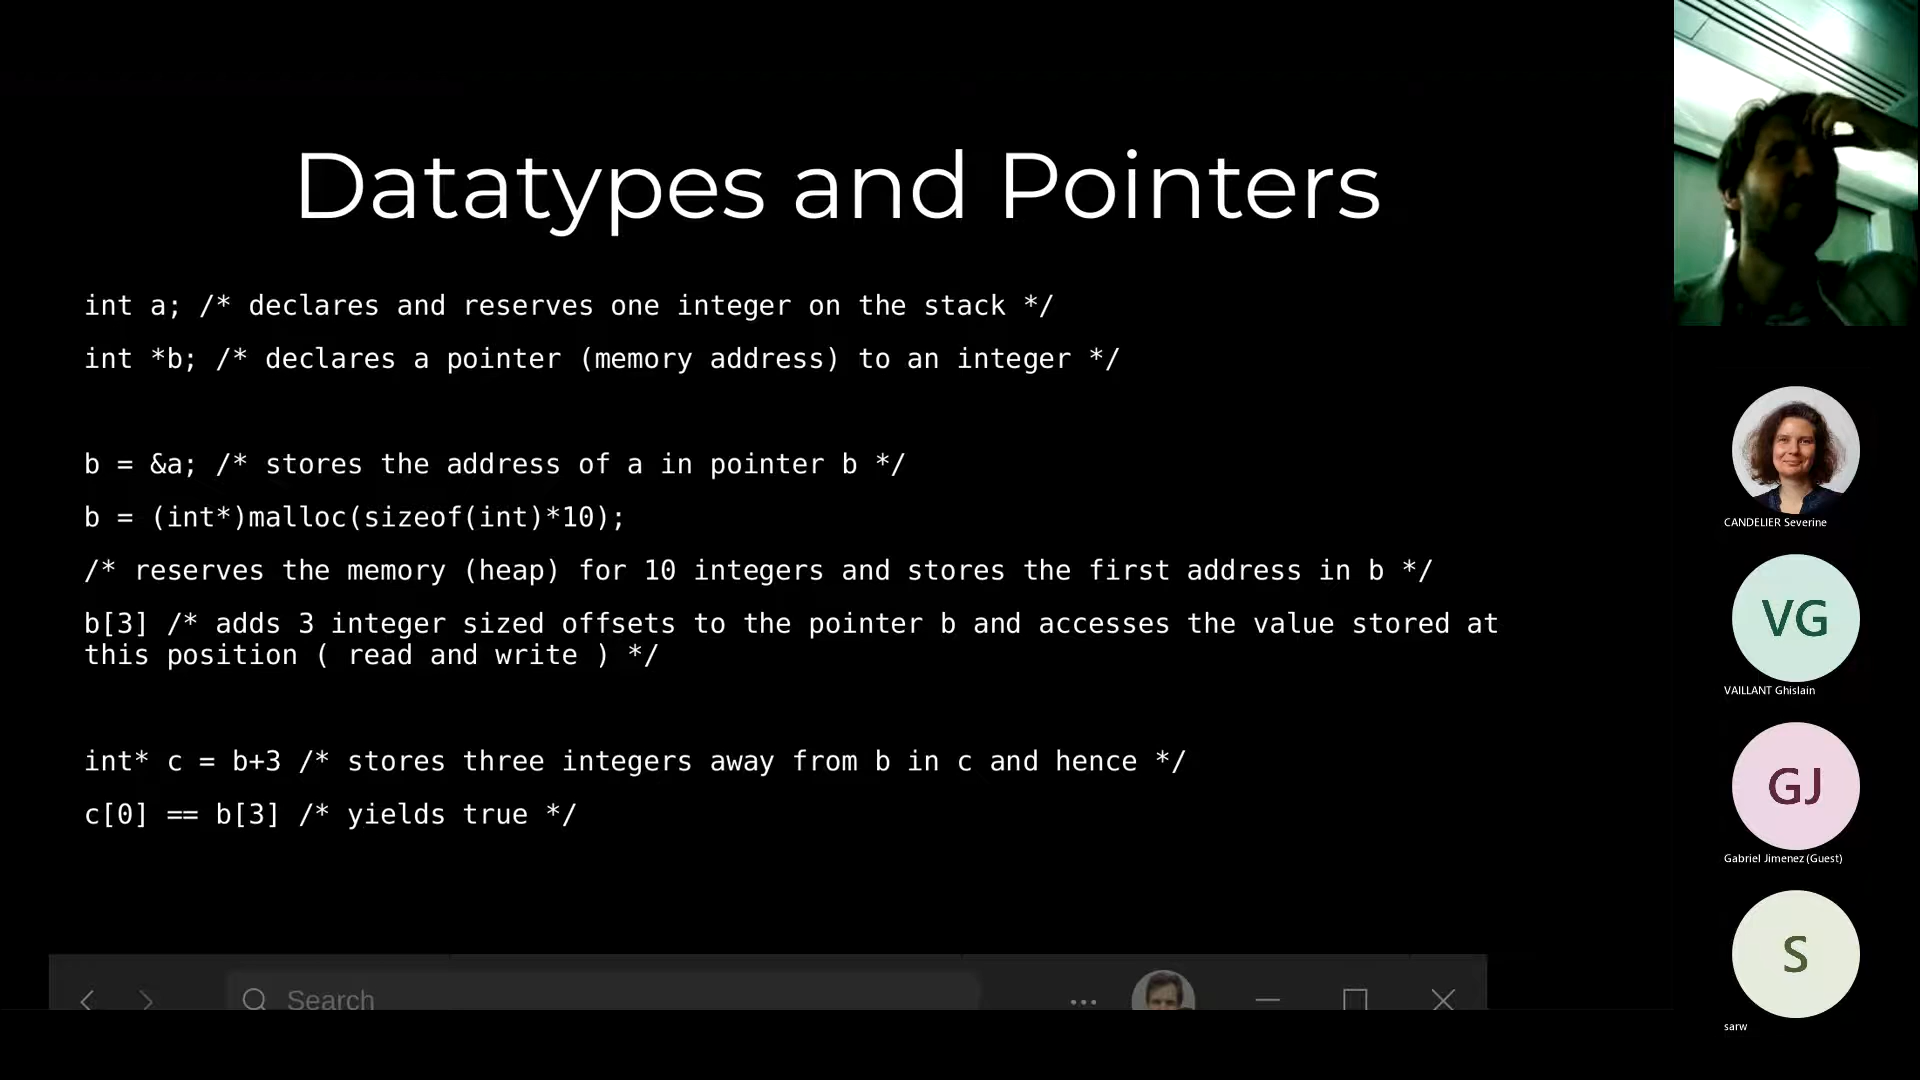 Datatypes and Pointers
int a; /* declares and reserves one integer on the stack */
int *b; /* declares a pointer (memory address) to an integer */
b = &a; /* stores the address of a in pointer b */
b = (int*)malloc(sizeof(int)*10);
/* reserves the memory (heap) for 10 integers and stores the first address in b */
b[3] /* adds 3 integer sized offsets to the pointer b and accesses the value stored at
this position ( read and write ) */
int* c = b+3 /* stores three integers away from b in c and hence */
c[0] == b[3] /* yields true */
Search
CANDELIER Severine
VG
VAILLANT Ghislain
GJ
Gabriel Jimenez (Guest)
S
sarw